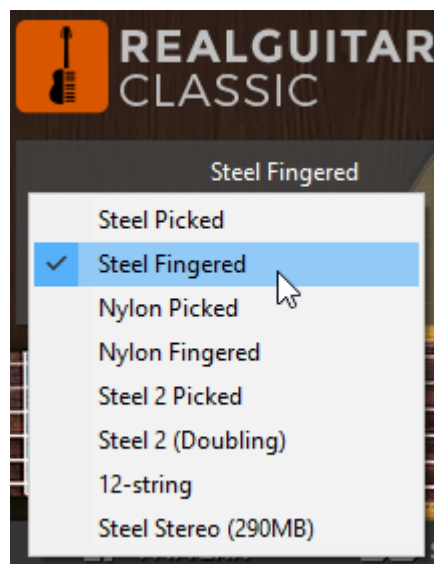 REALGUITAR
CLASSIC
Steel Fingered
Steel Picked
Steel Fingered
Nylon Picked
Nylon Fingered
Steel 2 Picked
Steel 2 (Doubling)
12-string
Steel Stereo (290MB)